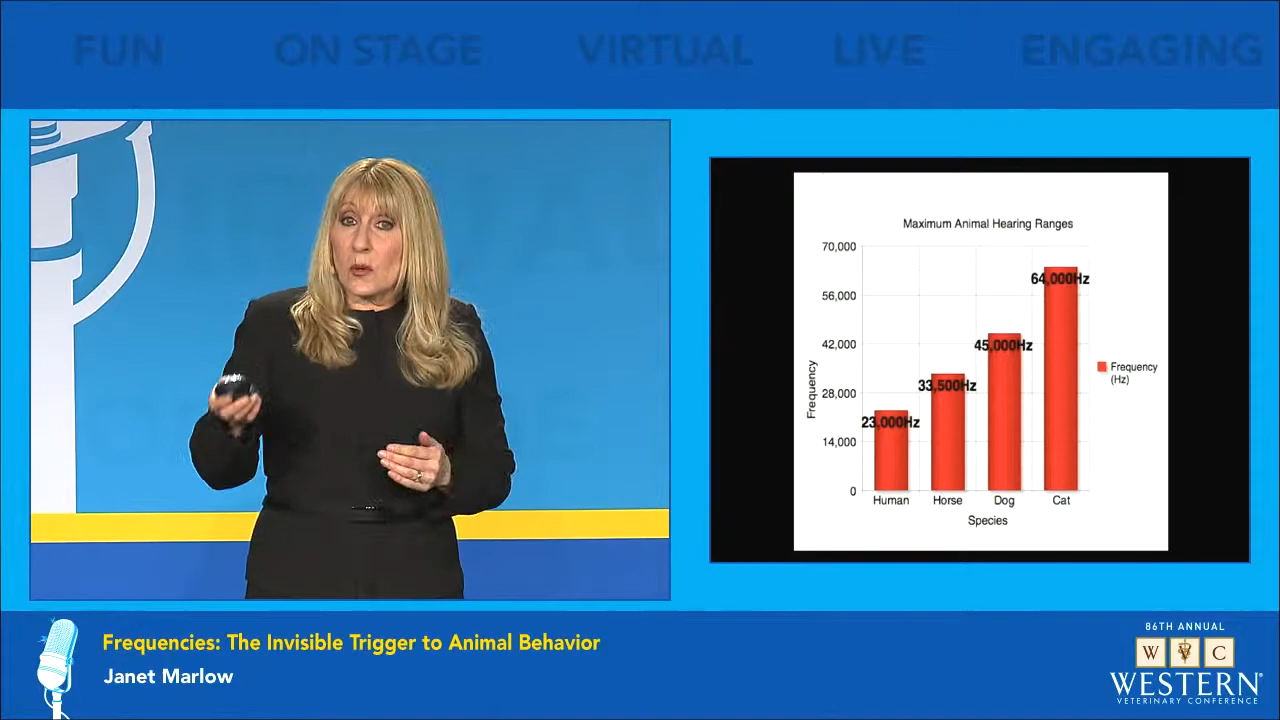 FUN ON STAGE VIRTUAL LIVE ENGAGING
Maximum Animal Hearing Ranges
70,000
56,000
42,000
28,000
14,000
0
Frequency
64,000Hz
45,000Hz
33,500Hz
23,000Hz
Human Horse Dog Cat
Species
Frequency
(Hz)
Frequencies: The Invisible Trigger to Animal Behavior
Janet Marlow
86TH ANNUAL
W V C
WESTERN®
VETERINARY CONFERENCE